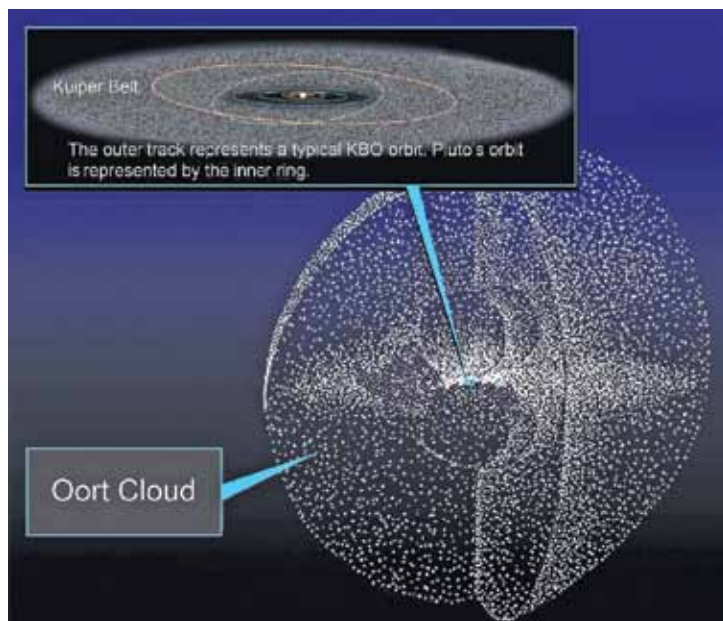 Kuiper Belt
The outer track represents a typical KBO orbit. Pluto's orbit
is represented by the inner ring.
Oort Cloud